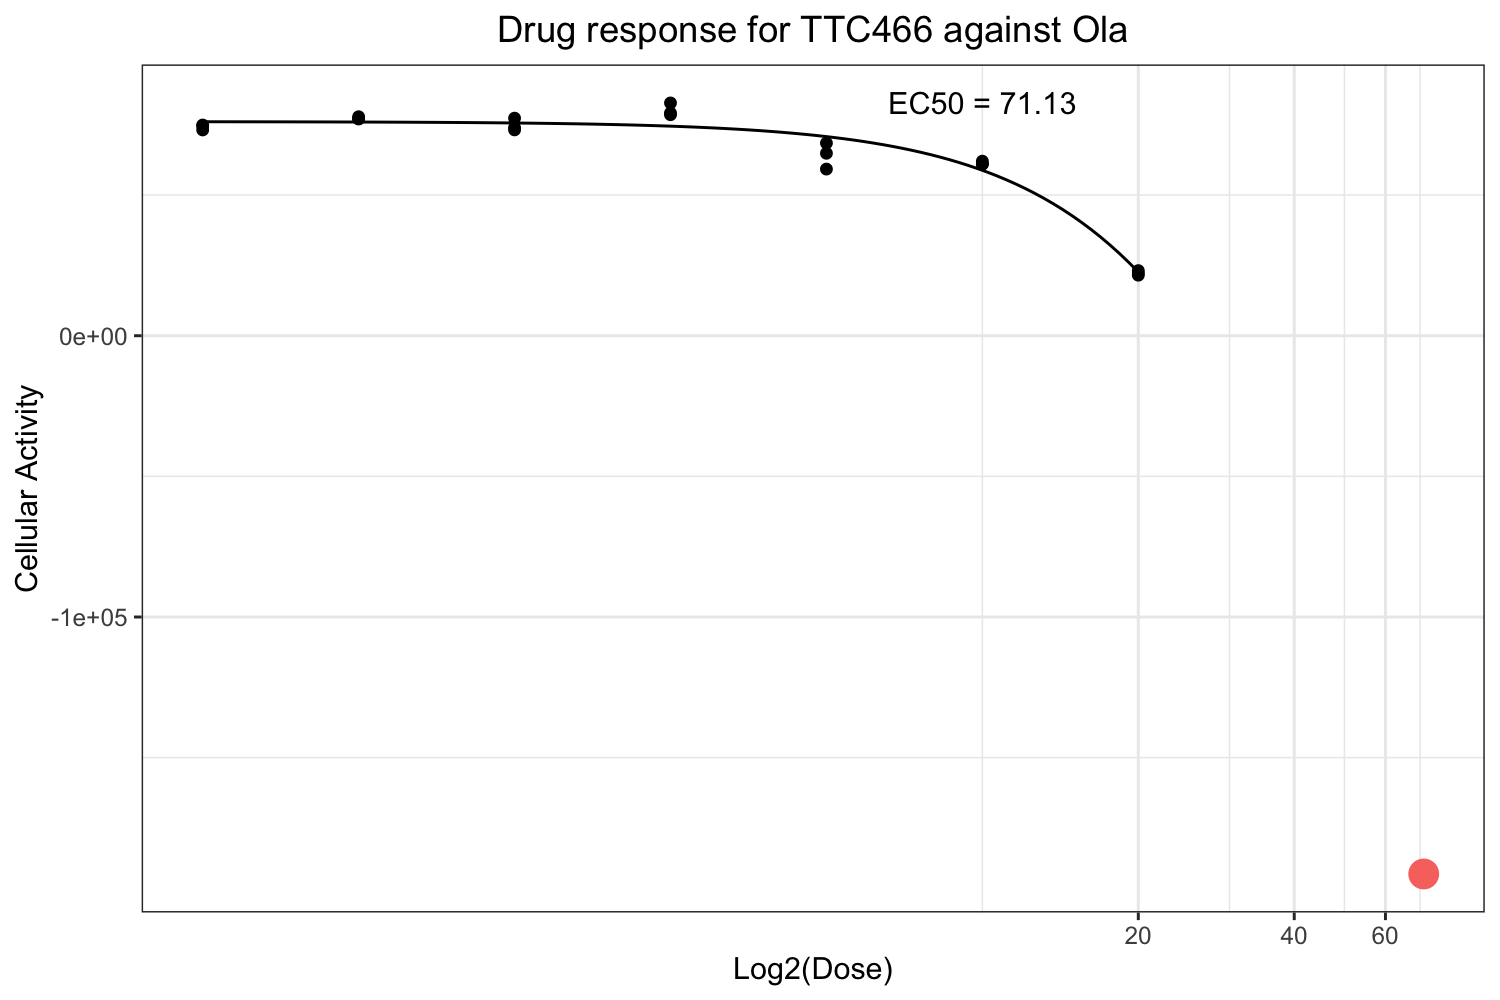 Drug response for TTC466 against Ola
EC50 = 71.13
0e+00
-1e+05
Cellular Activity
20
40
60
Log2(Dose)